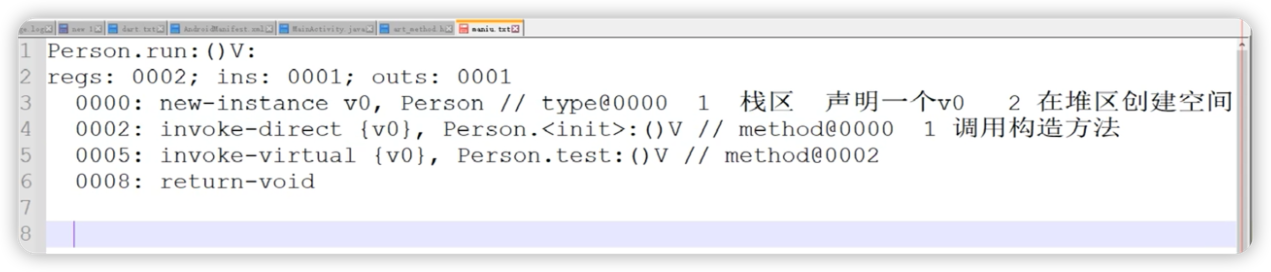 ge.log new 1 dart.txt AndroidManifest.xml MainActivity.java art_method.h maniu.txt
1 Person.run:()V:
2 regs: 0002; ins: 0001; outs: 0001
3 0000: new-instance v0, Person // type@0000 1 栈区 声明一个v0 2 在堆区创建空间
4 0002: invoke-direct {v0}, Person.<init>:()V // method@0000 1 调用构造方法
5 0005: invoke-virtual {v0}, Person.test:()V // method@0002
6 0008: return-void
7
8